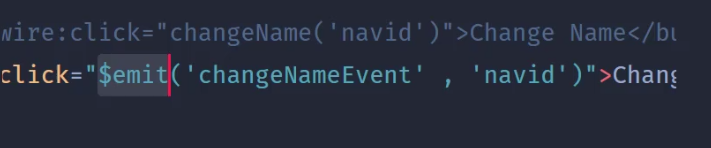 wire:click="changeName('navid')">Change Name</bu
click="$emit('changeNameEvent' , 'navid')">Chang